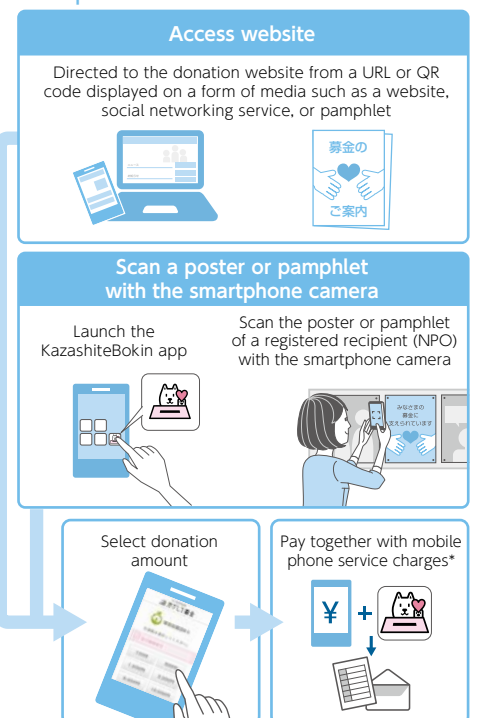 Access website
Directed to the donation website from a URL or QR
code displayed on a form of media such as a website,
social networking service, or pamphlet
募金の
ご案内
Scan a poster or pamphlet
with the smartphone camera
Launch the
KazashiteBokin app
Scan the poster or pamphlet
of a registered recipient (NPO)
with the smartphone camera
みなさまの
募金に
支えられています
Select donation
amount
Pay together with mobile
phone service charges*
¥ +